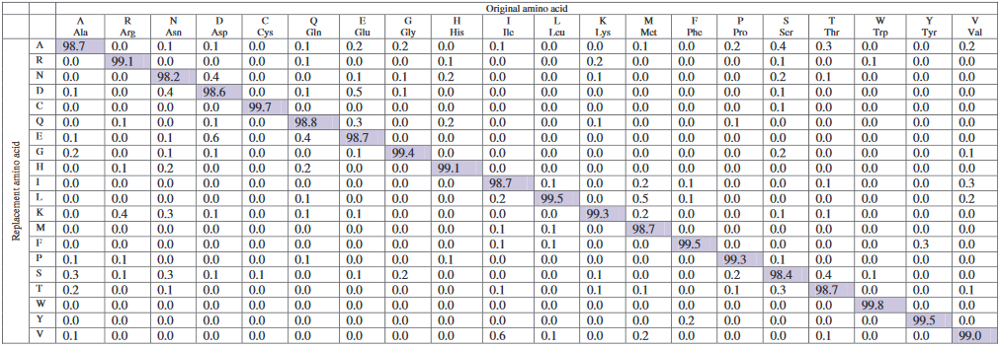 Original amino acid
A R N D C Q E G H I L K M F P S T W Y V
Ala Arg Asn Asp Cys Gln Glu Gly His Ile Leu Lys Met Phe Pro Ser Thr Trp Tyr Val
Replacement amino acid
A 98.7 0.0 0.1 0.1 0.0 0.1 0.2 0.2 0.0 0.1 0.0 0.0 0.1 0.0 0.2 0.4 0.3 0.0 0.0 0.2
R 0.0 99.1 0.0 0.0 0.0 0.1 0.0 0.0 0.1 0.0 0.0 0.2 0.0 0.0 0.0 0.1 0.0 0.1 0.0 0.0
N 0.0 0.0 98.2 0.4 0.0 0.0 0.1 0.1 0.2 0.0 0.0 0.1 0.0 0.0 0.0 0.2 0.1 0.0 0.0 0.0
D 0.1 0.0 0.4 98.6 0.0 0.1 0.5 0.1 0.0 0.0 0.0 0.0 0.0 0.0 0.0 0.1 0.0 0.0 0.0 0.0
C 0.0 0.0 0.0 0.0 99.7 0.0 0.0 0.0 0.0 0.0 0.0 0.0 0.0 0.0 0.0 0.1 0.0 0.0 0.0 0.0
Q 0.0 0.1 0.0 0.1 0.0 98.8 0.3 0.0 0.2 0.0 0.0 0.1 0.0 0.0 0.1 0.0 0.0 0.0 0.0 0.0
E 0.1 0.0 0.1 0.6 0.0 0.4 98.7 0.0 0.0 0.0 0.0 0.0 0.0 0.0 0.0 0.0 0.0 0.0 0.0 0.0
G 0.2 0.0 0.1 0.1 0.0 0.0 0.1 99.4 0.0 0.0 0.0 0.0 0.0 0.0 0.0 0.2 0.0 0.0 0.0 0.1
H 0.0 0.1 0.2 0.0 0.0 0.2 0.0 0.0 99.1 0.0 0.0 0.0 0.0 0.0 0.0 0.0 0.0 0.0 0.0 0.0
I 0.0 0.0 0.0 0.0 0.0 0.0 0.0 0.0 0.0 98.7 0.1 0.0 0.2 0.1 0.0 0.0 0.1 0.0 0.0 0.3
L 0.0 0.0 0.0 0.0 0.0 0.1 0.0 0.0 0.0 0.2 99.5 0.0 0.5 0.1 0.0 0.0 0.0 0.0 0.0 0.2
K 0.0 0.4 0.3 0.1 0.0 0.1 0.1 0.0 0.0 0.0 0.0 99.3 0.2 0.0 0.0 0.1 0.1 0.0 0.0 0.0
M 0.0 0.0 0.0 0.0 0.0 0.0 0.0 0.0 0.0 0.1 0.1 0.0 98.7 0.0 0.0 0.0 0.0 0.0 0.0 0.0
F 0.0 0.0 0.0 0.0 0.0 0.0 0.0 0.0 0.0 0.1 0.1 0.0 0.0 99.5 0.0 0.0 0.0 0.0 0.3 0.0
P 0.1 0.1 0.0 0.0 0.0 0.1 0.0 0.0 0.1 0.0 0.0 0.0 0.0 0.0 99.3 0.1 0.0 0.0 0.0 0.0
S 0.3 0.1 0.3 0.1 0.1 0.0 0.1 0.2 0.0 0.0 0.0 0.1 0.0 0.0 0.2 98.4 0.4 0.1 0.0 0.0
T 0.2 0.0 0.1 0.0 0.0 0.0 0.0 0.0 0.0 0.1 0.0 0.1 0.1 0.0 0.1 0.3 98.7 0.0 0.0 0.1
W 0.0 0.0 0.0 0.0 0.0 0.0 0.0 0.0 0.0 0.0 0.0 0.0 0.0 0.0 0.0 0.0 0.0 99.8 0.0 0.0
Y 0.0 0.0 0.0 0.0 0.0 0.0 0.0 0.0 0.0 0.0 0.0 0.0 0.0 0.2 0.0 0.0 0.0 0.0 99.5 0.0
V 0.1 0.0 0.0 0.0 0.0 0.0 0.0 0.0 0.0 0.6 0.1 0.0 0.2 0.0 0.0 0.0 0.1 0.0 0.0 99.0